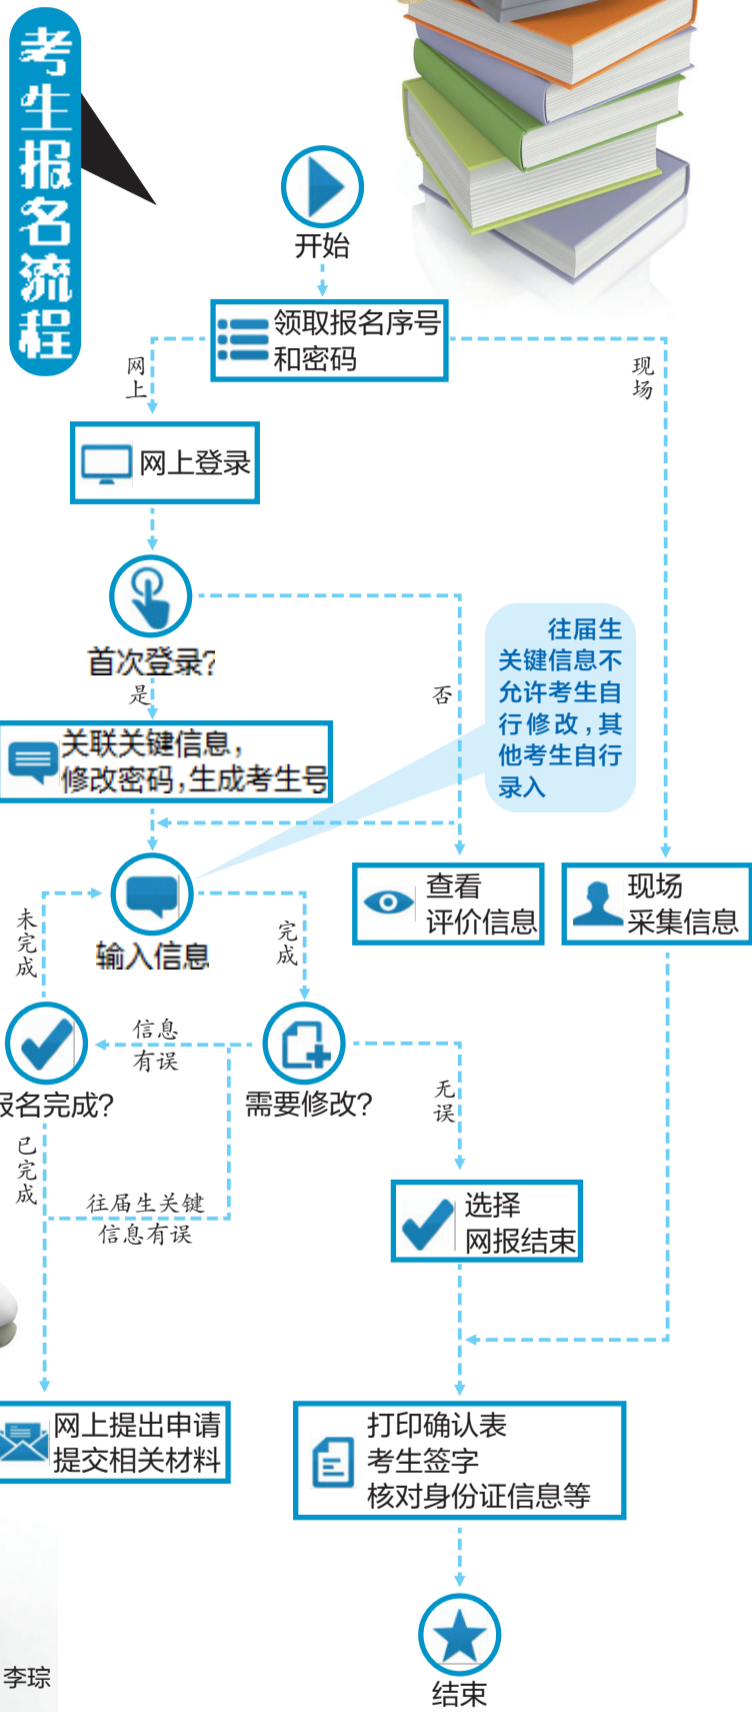 考生报名流程
开始
领取报名序号
和密码
网上
现场
网上登录
首次登录?
是
否
往届生
关键信息不
允许考生自
行修改,其
他考生自行
录入
关联关键信息,
修改密码,生成考生号
查看
评价信息
现场
采集信息
输入信息
未完成
完成
信息
有误
报名完成?
需要修改?
无误
已完成
往届生关键
信息有误
选择
网报结束
网上提出申请
提交相关材料
打印确认表
考生签字
核对身份证信息等
李琮
结束